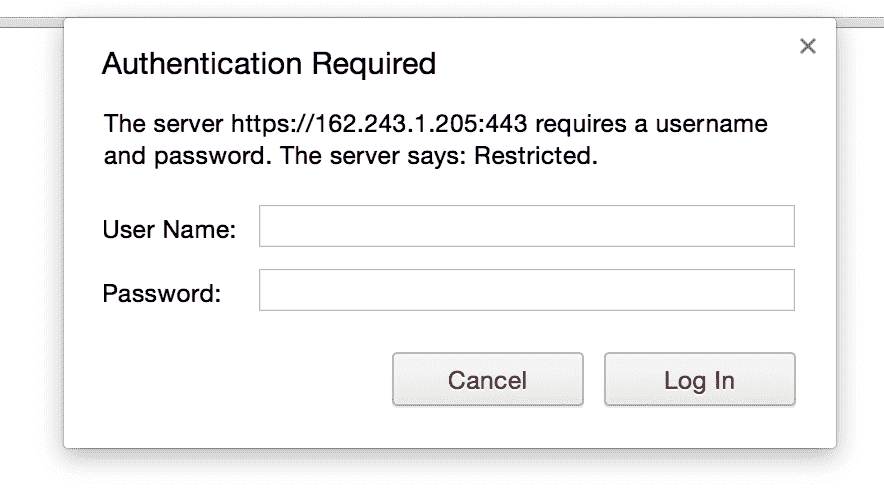 Authentication Required
The server https://162.243.1.205:443 requires a username
and password. The server says: Restricted.
User Name:
Password:
Cancel
Log In